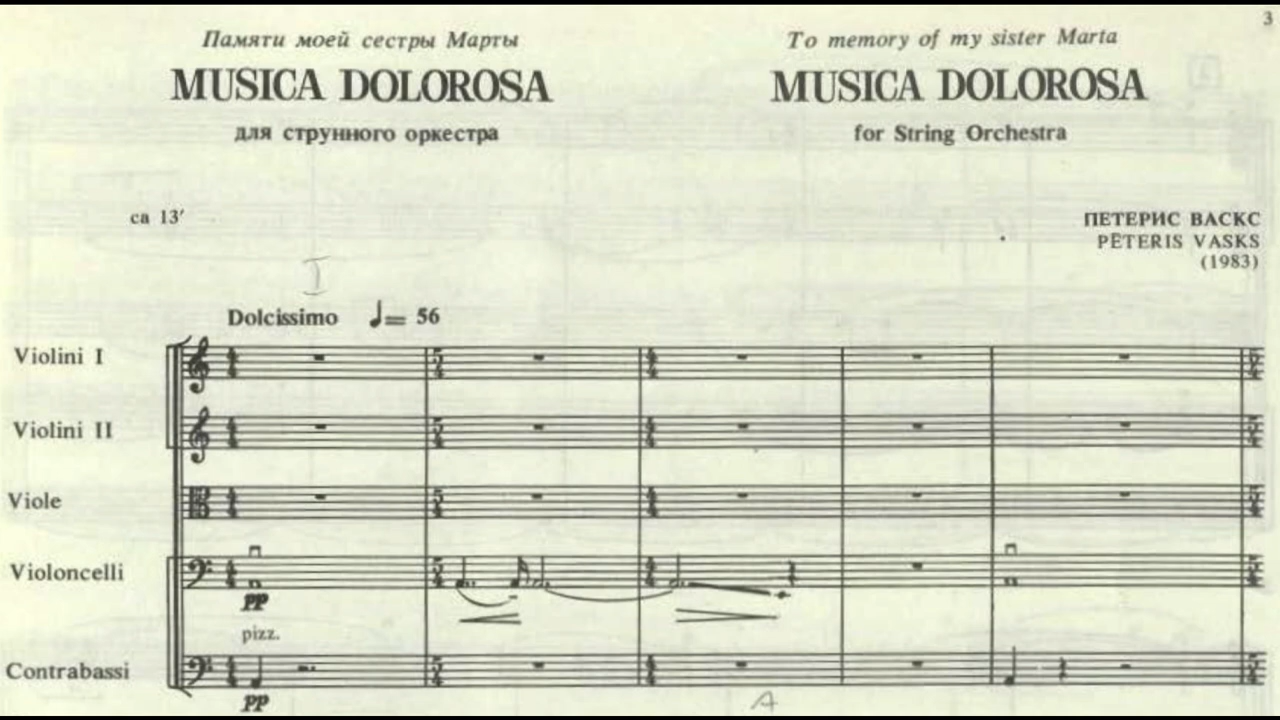 3
Памяти моей сестры Марты
MUSICA DOLOROSA
для струнного оркестра
To memory of my sister Marta
MUSICA DOLOROSA
for String Orchestra
ca 13′
ПЕТЕРИС ВАСКС
PĒTERIS VASKS
(1983)
I
Dolcissimo ♩= 56
Violini I
Violini II
Viole
Violoncelli
pp
pizz.
Contrabassi
pp
A